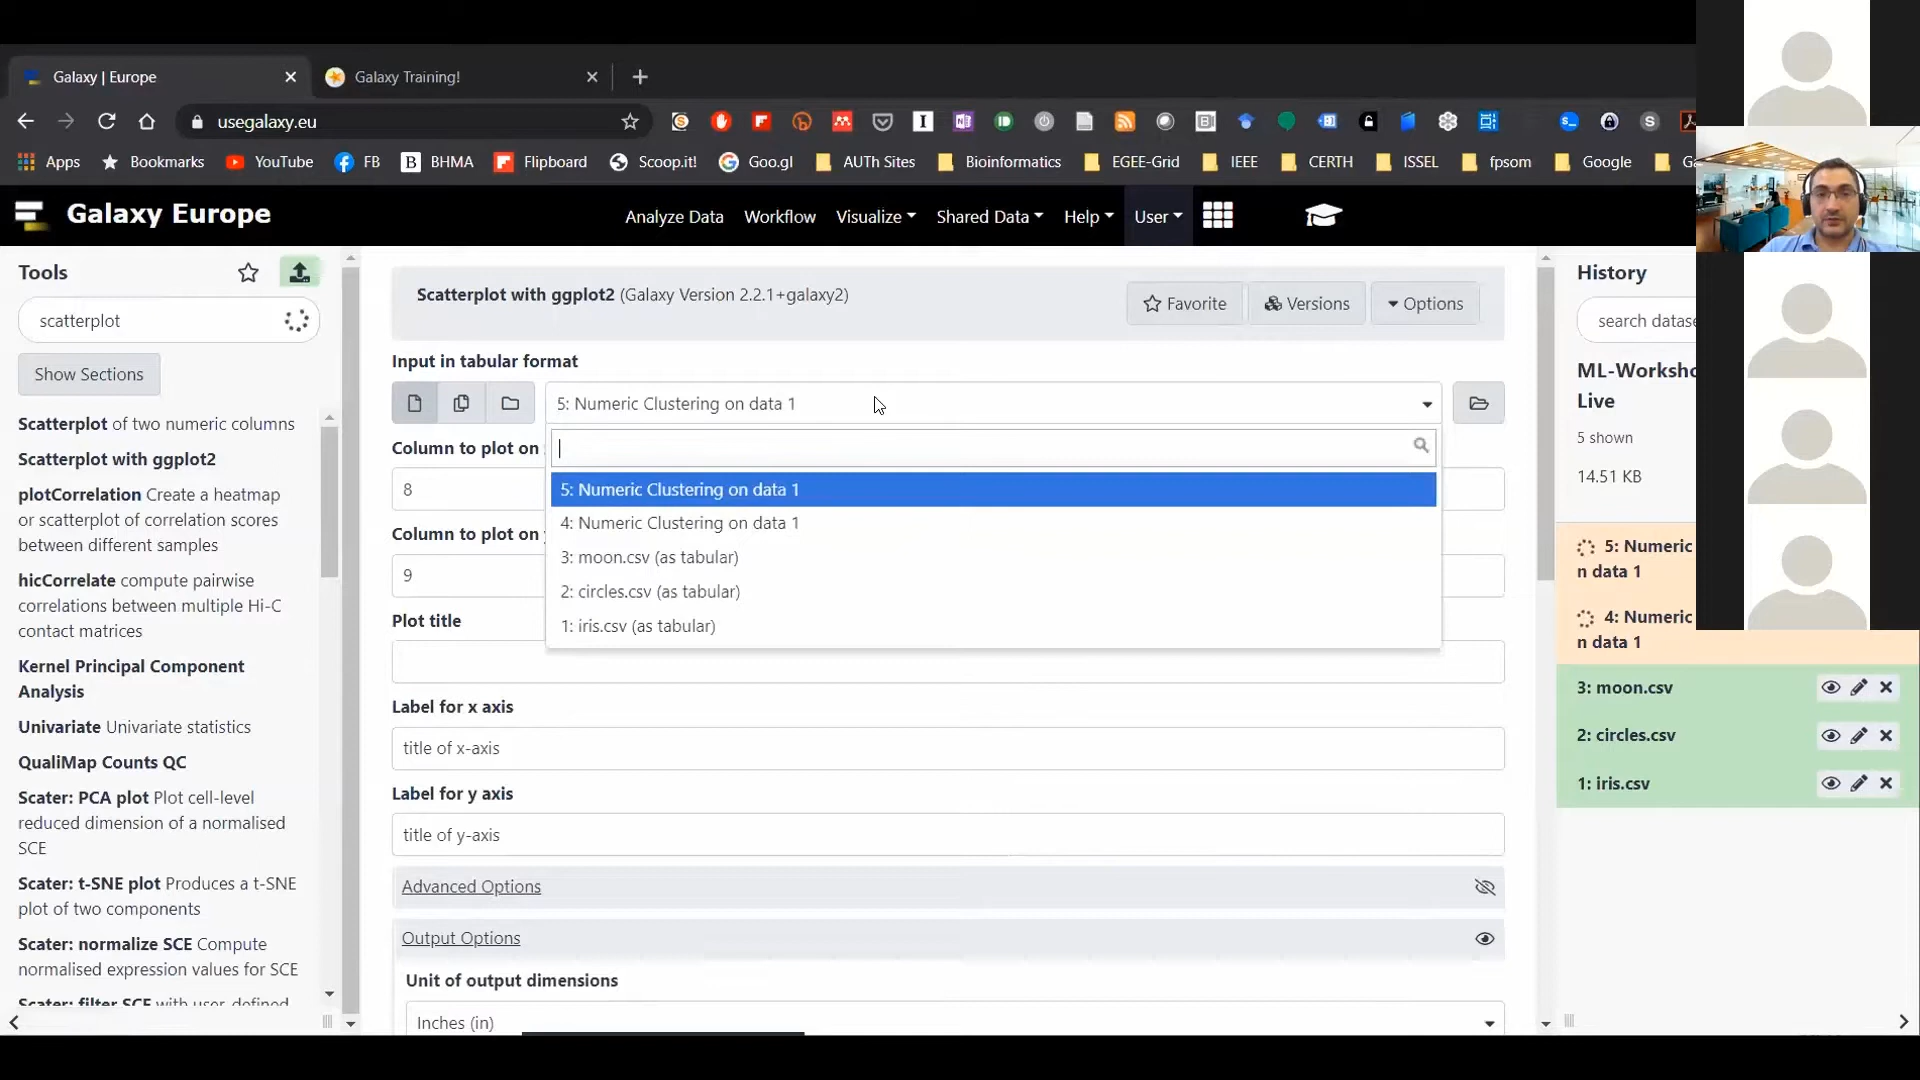 Galaxy | Europe
Galaxy Training!
usegalaxy.eu
Apps
Bookmarks
YouTube
FB
BHMA
Flipboard
Scoop.it!
Goo.gl
AUTh Sites
Bioinformatics
EGEE-Grid
IEEE
CERTH
ISSEL
fpsom
Google
Galaxy Europe
Analyze Data
Workflow
Visualize
Shared Data
Help
User
Tools
scatterplot
Show Sections
Scatterplot of two numeric columns
Scatterplot with ggplot2
plotCorrelation Create a heatmap
or scatterplot of correlation scores
between different samples
hicCorrelate compute pairwise
correlations between multiple Hi-C
contact matrices
Kernel Principal Component
Analysis
Univariate Univariate statistics
QualiMap Counts QC
Scater: PCA plot Plot cell-level
reduced dimension of a normalised
SCE
Scater: t-SNE plot Produces a t-SNE
plot of two components
Scater: normalize SCE Compute
normalised expression values for SCE
Scater: filter SCE with user-defined
Scatterplot with ggplot2 (Galaxy Version 2.2.1+galaxy2)
Favorite
Versions
Options
Input in tabular format
5: Numeric Clustering on data 1
5: Numeric Clustering on data 1
4: Numeric Clustering on data 1
3: moon.csv (as tabular)
2: circles.csv (as tabular)
1: iris.csv (as tabular)
Column to plot on
8
Column to plot on
9
Plot title
Label for x axis
title of x-axis
Label for y axis
title of y-axis
Advanced Options
Output Options
Unit of output dimensions
Inches (in)
History
search datase
ML-Worksho
Live
5 shown
14.51 KB
5: Numeric
n data 1
4: Numeric
n data 1
3: moon.csv
2: circles.csv
1: iris.csv